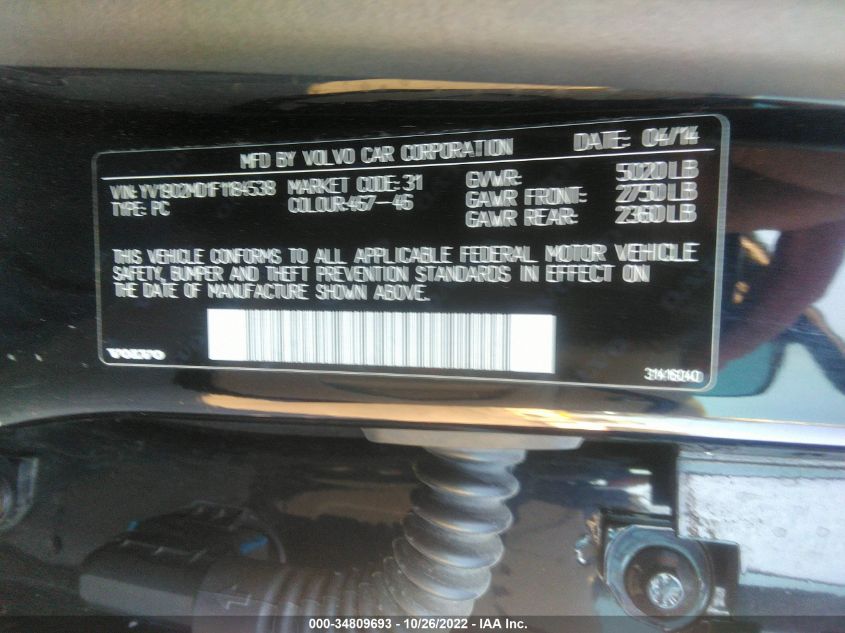 MFD BY VOLVO CAR CORPORATION DATE: 04/14
VIN: YV1902MD1F1184538 MARKET CODE: 31 GVWR: 5020 LB
TYPE: PC COLOUR: 467-46 GAWR FRONT: 2750 LB
GAWR REAR: 2360 LB
THIS VEHICLE CONFORMS TO ALL APPLICABLE FEDERAL MOTOR VEHICLE
SAFETY, BUMPER AND THEFT PREVENTION STANDARDS IN EFFECT ON
THE DATE OF MANUFACTURE SHOWN ABOVE.
VOLVO 31416040
000-34809693 - 10/26/2022 - IAA Inc.